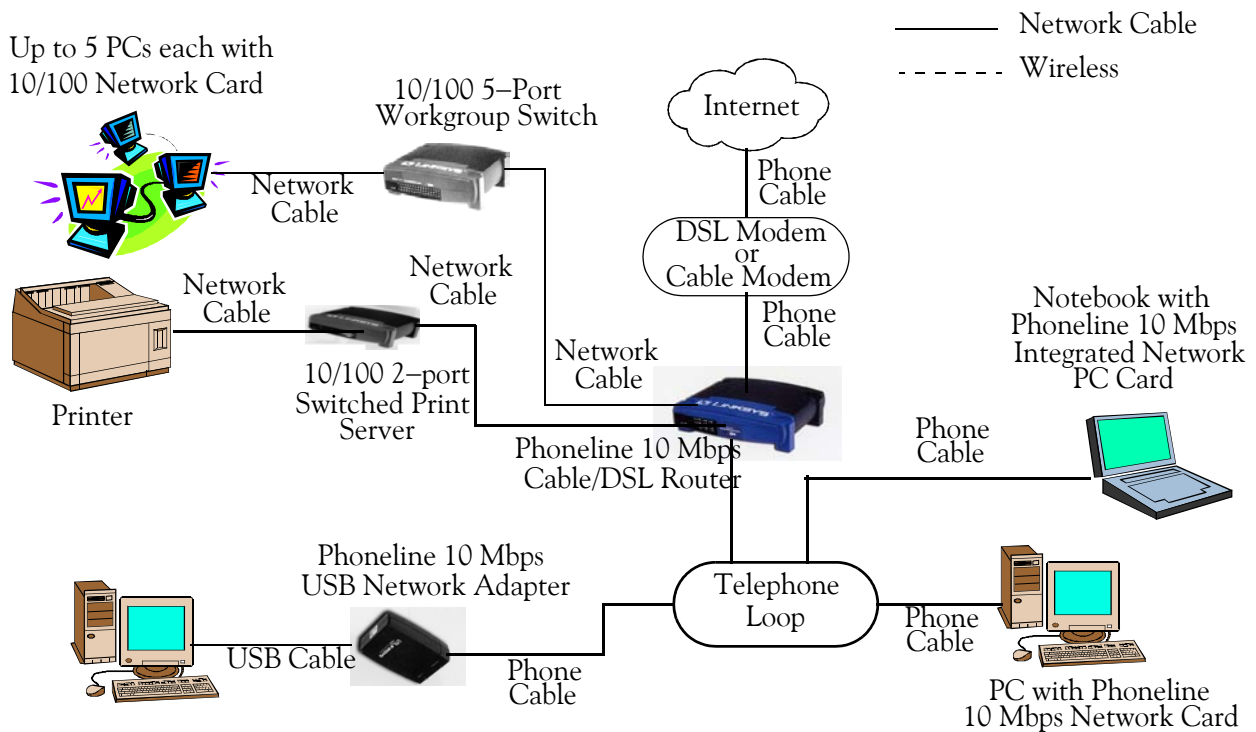 Network Cable
Wireless
Up to 5 PCs each with
10/100 Network Card
10/100 5–Port
Workgroup Switch
Internet
Network
Cable
LINKSYS
Phone
Cable
DSL Modem
or
Cable Modem
Network
Cable
Network
Cable
Phone
Cable
Notebook with
Phoneline 10 Mbps
Integrated Network
PC Card
Printer
10/100 2–port
Switched Print
Server
Network
Cable
LINKSYS
Phoneline 10 Mbps
Cable/DSL Router
Phone
Cable
Phoneline 10 Mbps
USB Network Adapter
Telephone
Loop
USB Cable
Phone
Cable
Phone
Cable
PC with Phoneline
10 Mbps Network Card